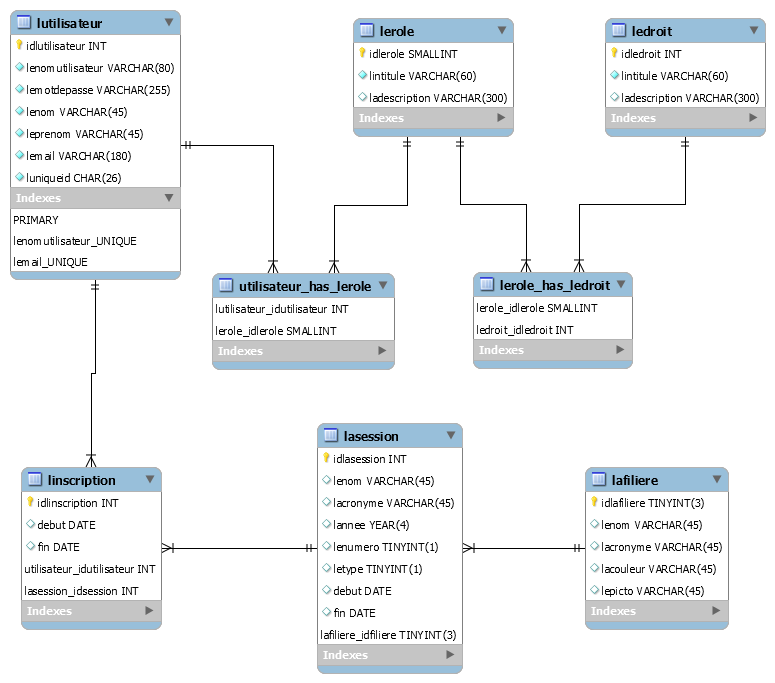 lutilisateur
idlutilisateur INT
lenomutilisateur VARCHAR(80)
lemotdepasse VARCHAR(255)
lenom VARCHAR(45)
leprenom VARCHAR(45)
lemail VARCHAR(180)
luniqueid CHAR(26)
Indexes
PRIMARY
lenomutilisateur_UNIQUE
lemail_UNIQUE
lerole
idlerole SMALLINT
lintitule VARCHAR(60)
ladescription VARCHAR(300)
Indexes
ledroit
idledroit INT
lintitule VARCHAR(60)
ladescription VARCHAR(300)
Indexes
utilisateur_has_lerole
lutilisateur_idutilisateur INT
lerole_idlerole SMALLINT
Indexes
lerole_has_ledroit
lerole_idlerole SMALLINT
ledroit_idledroit INT
Indexes
linscription
idlinscription INT
debut DATE
fin DATE
utilisateur_idutilisateur INT
lasession_idsession INT
Indexes
lasession
idlasession INT
lenom VARCHAR(45)
lacronyme VARCHAR(45)
lannee YEAR(4)
lenumero TINYINT(1)
letype TINYINT(1)
debut DATE
fin DATE
lafiliere_idfiliere TINYINT(3)
Indexes
lafiliere
idlafiliere TINYINT(3)
lenom VARCHAR(45)
lacronyme VARCHAR(45)
lacouleur VARCHAR(45)
lepicto VARCHAR(45)
Indexes